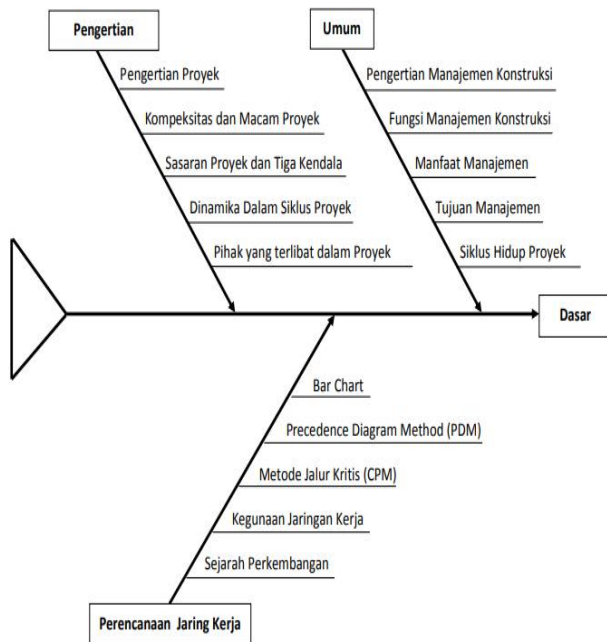 Pengertian
Umum
Pengertian Proyek
Kompeksitas dan Macam Proyek
Sasaran Proyek dan Tiga Kendala
Dinamika Dalam Siklus Proyek
Pihak yang terlibat dalam Proyek
Pengertian Manajemen Konstruksi
Fungsi Manajemen Konstruksi
Manfaat Manajemen
Tujuan Manajemen
Siklus Hidup Proyek
Dasar
Bar Chart
Precedence Diagram Method (PDM)
Metode Jalur Kritis (CPM)
Kegunaan Jaringan Kerja
Sejarah Perkembangan
Perencanaan Jaring Kerja